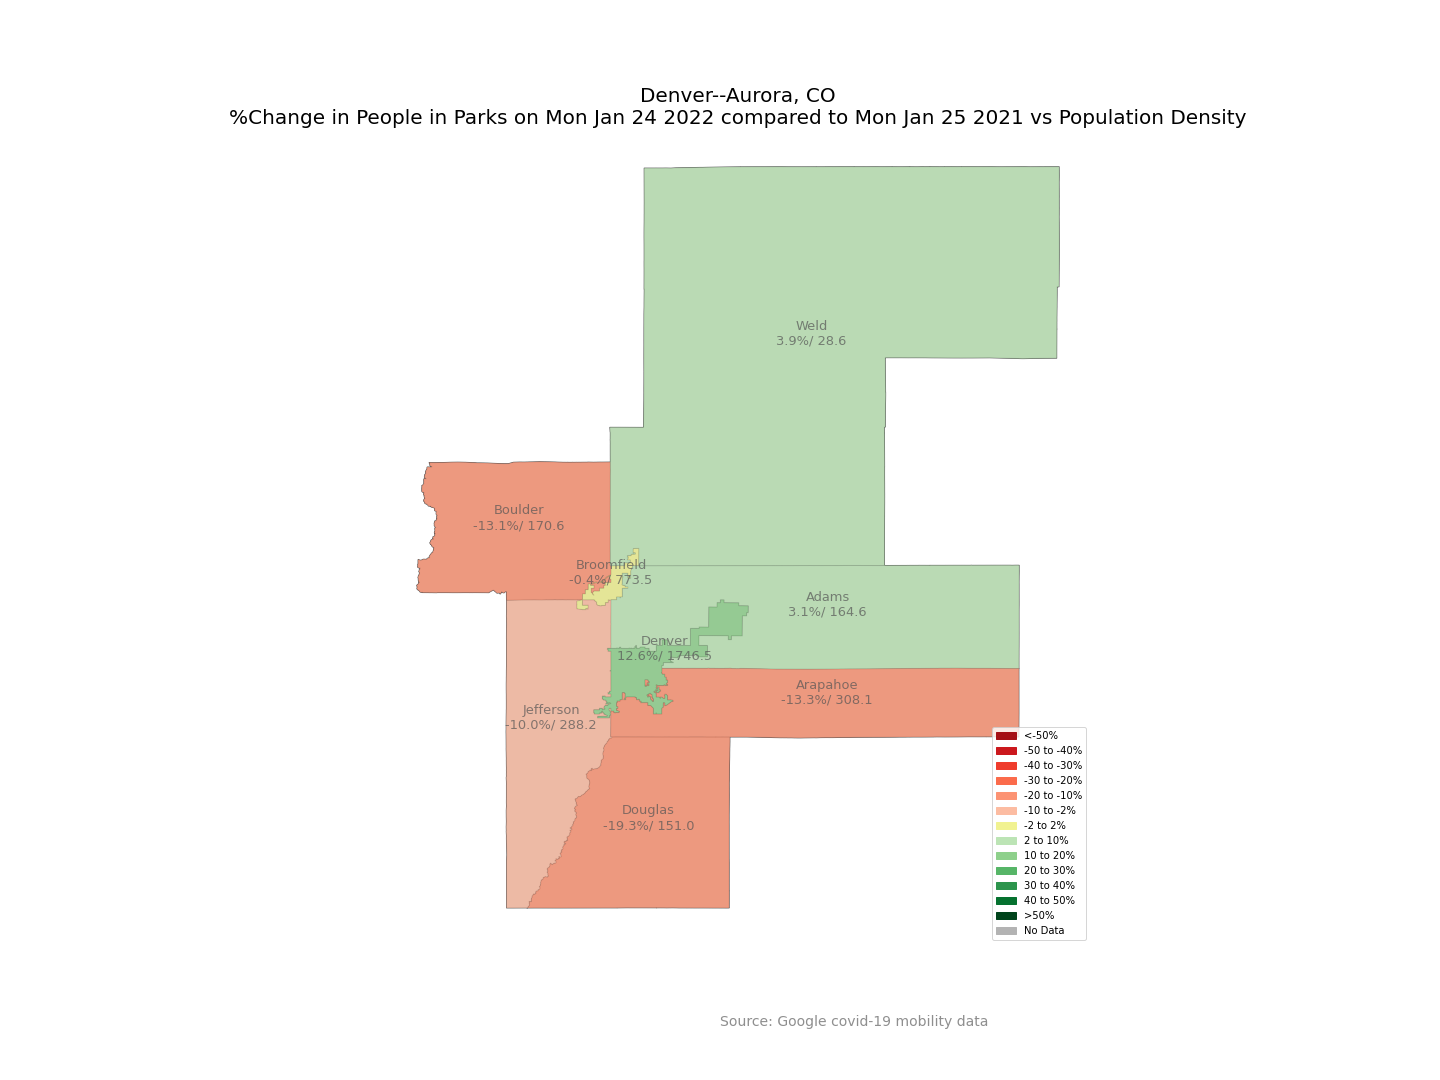 Denver--Aurora, CO
%Change in People in Parks on Mon Jan 24 2022 compared to Mon Jan 25 2021 vs Population Density
Weld
3.9%/ 28.6
Boulder
-13.1%/ 170.6
Broomfield
-0.4%/ 773.5
Adams
3.1%/ 164.6
Denver
12.6%/ 1746.5
Arapahoe
-13.3%/ 308.1
Jefferson
-10.0%/ 288.2
Douglas
-19.3%/ 151.0
<-50%
-50 to -40%
-40 to -30%
-30 to -20%
-20 to -10%
-10 to -2%
-2 to 2%
2 to 10%
10 to 20%
20 to 30%
30 to 40%
40 to 50%
>50%
No Data
Source: Google covid-19 mobility data